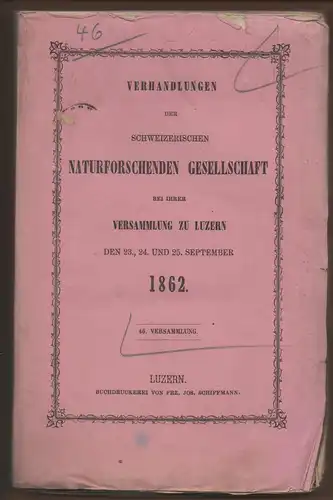 46
VERHANDLUNGEN
DER
SCHWEIZERISCHEN
NATURFORSCHENDEN GESELLSCHAFT
BEI IHRER
VERSAMMLUNG ZU LUZERN
DEN 23., 24. UND 25. SEPTEMBER
1862.
46. VERSAMMLUNG.
LUZERN.
BUCHDRUCKEREI VON FRZ. JOS. SCHIFFMANN.